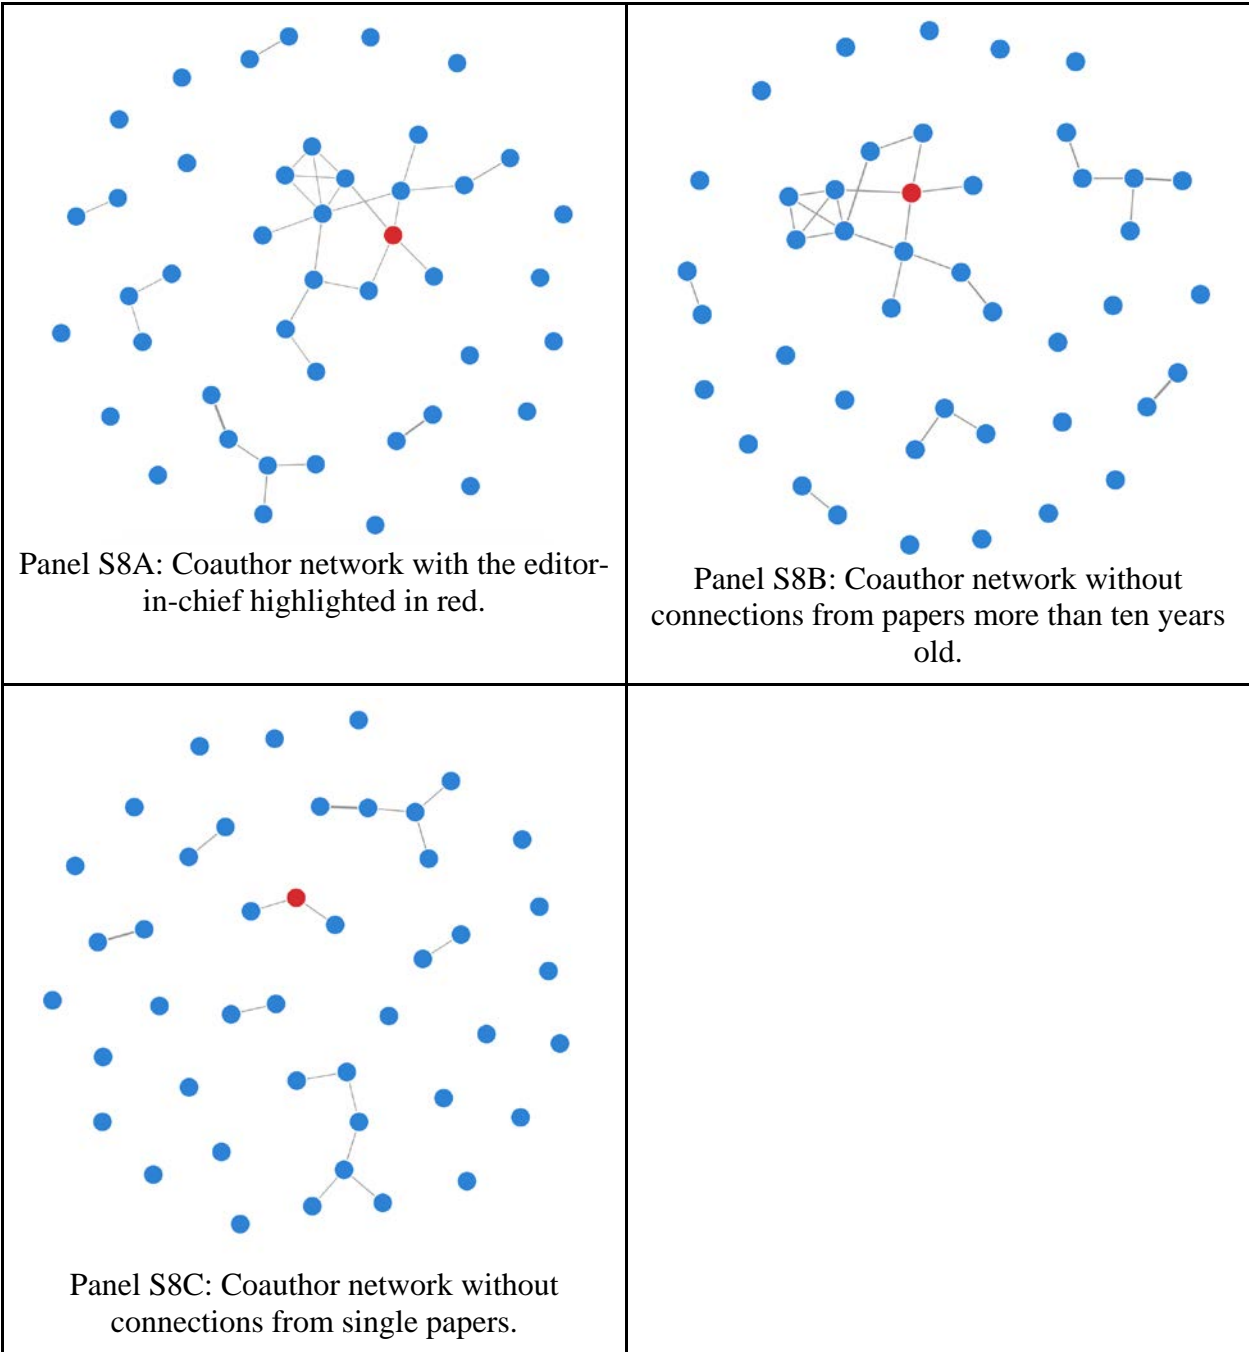 Panel S8A: Coauthor network with the editor-
in-chief highlighted in red.
Panel S8B: Coauthor network without
connections from papers more than ten years
old.
Panel S8C: Coauthor network without
connections from single papers.